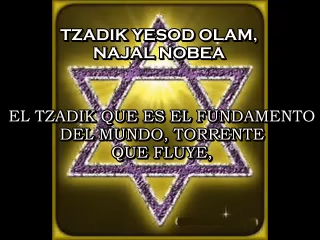 TZADIK YESOD OLAM,
NAJAL NOBEA
EL TZADIK QUE ES EL FUNDAMENTO
DEL MUNDO, TORRENTE
QUE FLUYE,